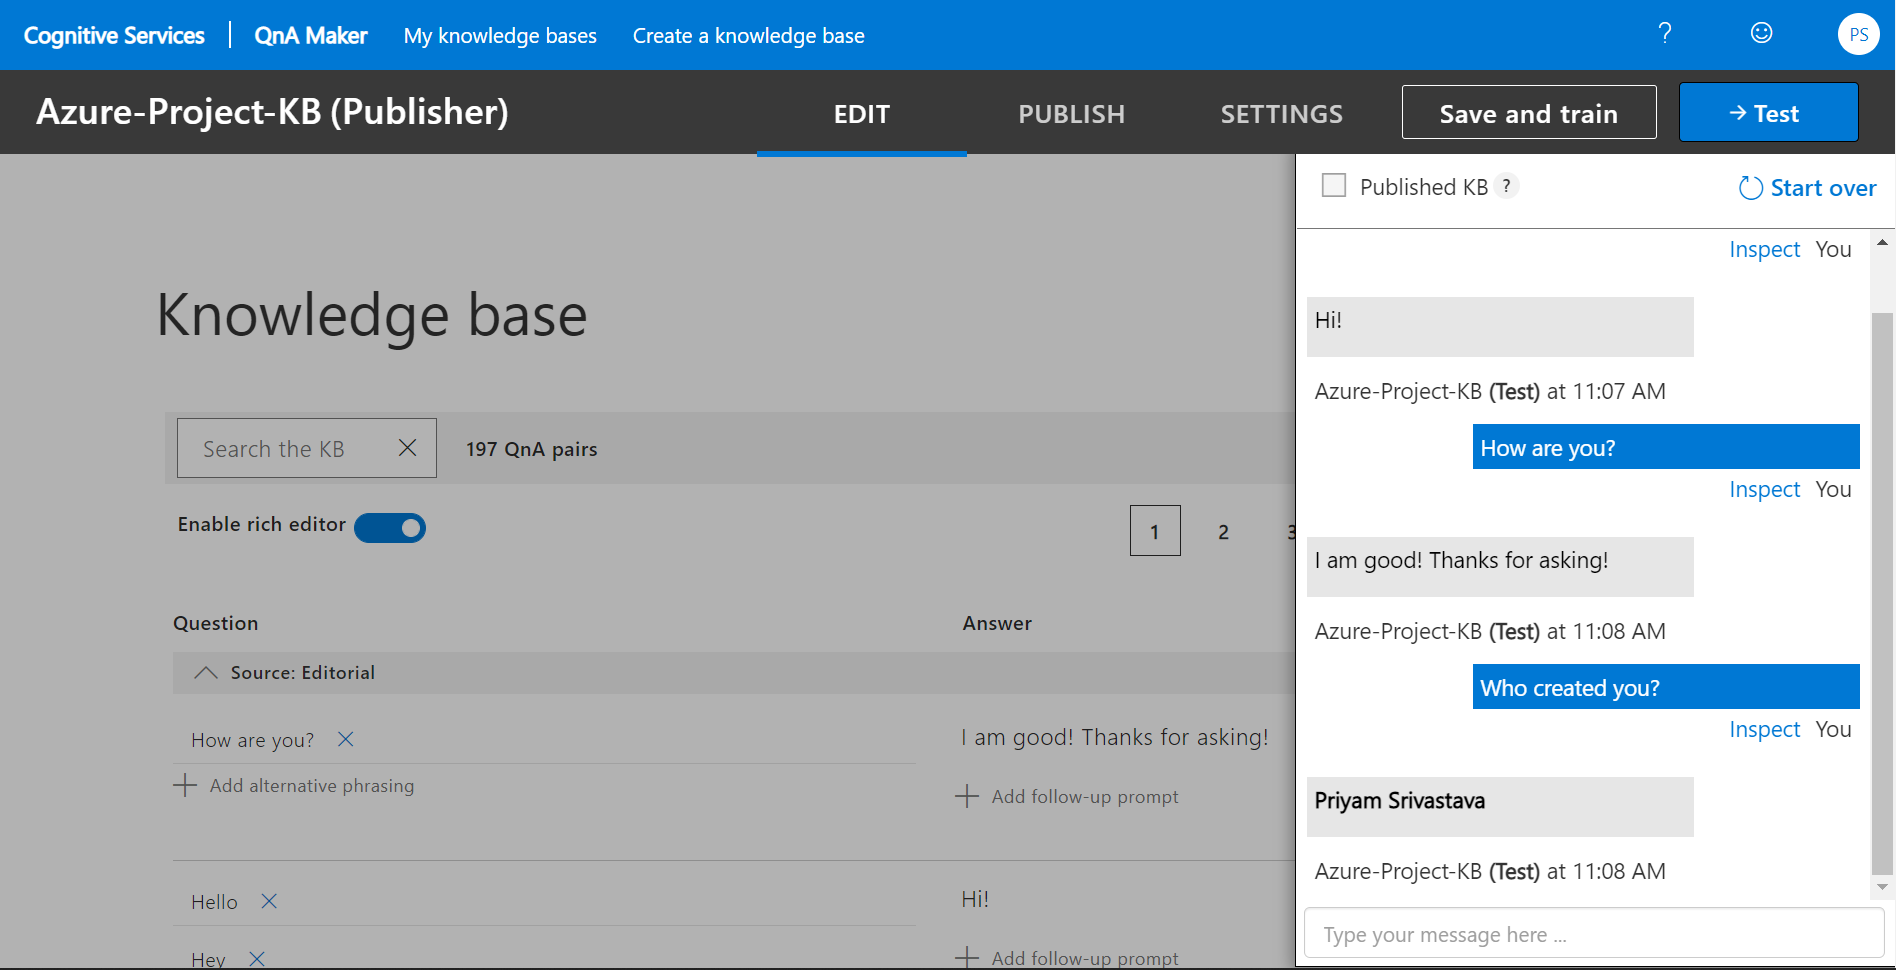 Cognitive Services | QnA Maker My knowledge bases Create a knowledge base ? PS
Azure-Project-KB (Publisher) EDIT PUBLISH SETTINGS Save and train → Test
Published KB ? Start over
Inspect You
Hi!
Azure-Project-KB (Test) at 11:07 AM
How are you?
Inspect You
I am good! Thanks for asking!
Azure-Project-KB (Test) at 11:08 AM
Who created you?
Inspect You
Priyam Srivastava
Azure-Project-KB (Test) at 11:08 AM
Type your message here ...
Knowledge base
Search the KB 197 QnA pairs
Enable rich editor 1 2 3
Question Answer
Source: Editorial
How are you? I am good! Thanks for asking!
Add alternative phrasing Add follow-up prompt
Hello Hi!
Hey Add follow-up prompt